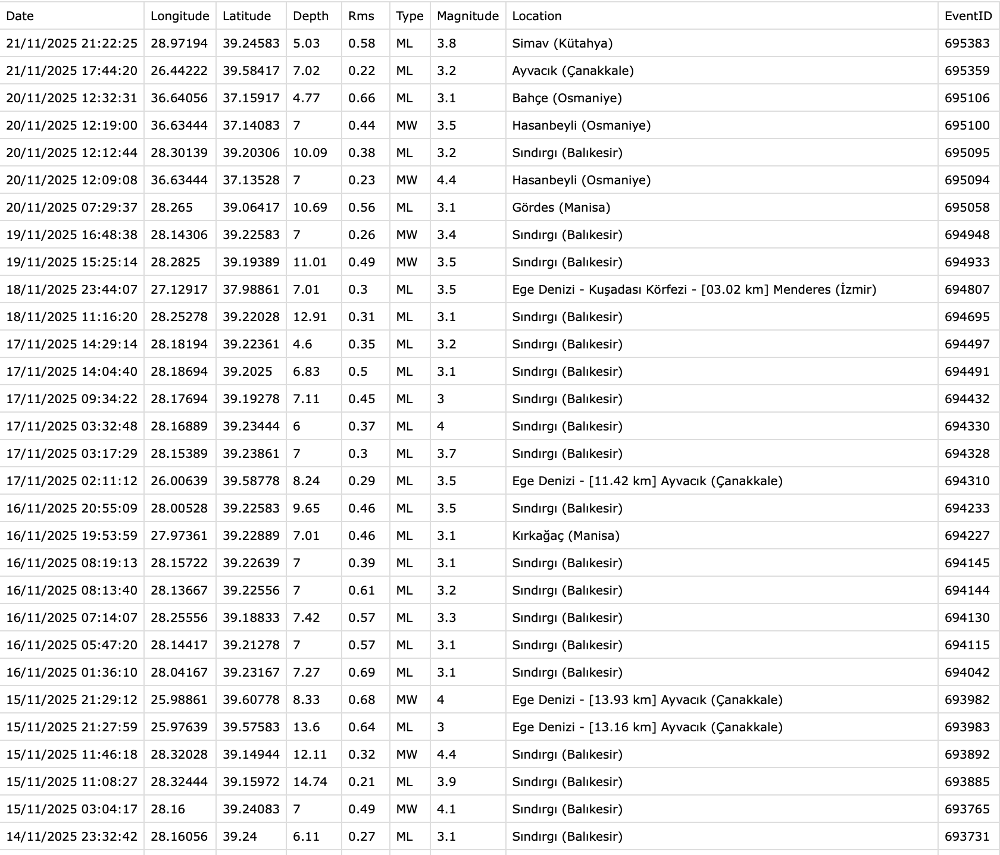 Date Longitude Latitude Depth Rms Type Magnitude Location EventID
21/11/2025 21:22:25 28.97194 39.24583 5.03 0.58 ML 3.8 Simav (Kütahya) 695383
21/11/2025 17:44:20 26.44222 39.58417 7.02 0.22 ML 3.2 Ayvacık (Çanakkale) 695359
20/11/2025 12:32:31 36.64056 37.15917 4.77 0.66 ML 3.1 Bahçe (Osmaniye) 695106
20/11/2025 12:19:00 36.63444 37.14083 7 0.44 MW 3.5 Hasanbeyli (Osmaniye) 695100
20/11/2025 12:12:44 28.30139 39.20306 10.09 0.38 ML 3.2 Sındırgı (Balıkesir) 695095
20/11/2025 12:09:08 36.63444 37.13528 7 0.23 MW 4.4 Hasanbeyli (Osmaniye) 695094
20/11/2025 07:29:37 28.265 39.06417 10.69 0.56 ML 3.1 Gördes (Manisa) 695058
19/11/2025 16:48:38 28.14306 39.22583 7 0.26 MW 3.4 Sındırgı (Balıkesir) 694948
19/11/2025 15:25:14 28.2825 39.19389 11.01 0.49 MW 3.5 Sındırgı (Balıkesir) 694933
18/11/2025 23:44:07 27.12917 37.98861 7.01 0.3 ML 3.5 Ege Denizi - Kuşadası Körfezi - [03.02 km] Menderes (İzmir) 694807
18/11/2025 11:16:20 28.25278 39.22028 12.91 0.31 ML 3.1 Sındırgı (Balıkesir) 694695
17/11/2025 14:29:14 28.18194 39.22361 4.6 0.35 ML 3.2 Sındırgı (Balıkesir) 694497
17/11/2025 14:04:40 28.18694 39.2025 6.83 0.5 ML 3.1 Sındırgı (Balıkesir) 694491
17/11/2025 09:34:22 28.17694 39.19278 7.11 0.45 ML 3 Sındırgı (Balıkesir) 694432
17/11/2025 03:32:48 28.16889 39.23444 6 0.37 ML 4 Sındırgı (Balıkesir) 694330
17/11/2025 03:17:29 28.15389 39.23861 7 0.3 ML 3.7 Sındırgı (Balıkesir) 694328
17/11/2025 02:11:12 26.00639 39.58778 8.24 0.29 ML 3.5 Ege Denizi - [11.42 km] Ayvacık (Çanakkale) 694310
16/11/2025 20:55:09 28.00528 39.22583 9.65 0.46 ML 3.5 Sındırgı (Balıkesir) 694233
16/11/2025 19:53:59 27.97361 39.22889 7.01 0.46 ML 3.1 Kırkağaç (Manisa) 694227
16/11/2025 08:19:13 28.15722 39.22639 7 0.39 ML 3.1 Sındırgı (Balıkesir) 694145
16/11/2025 08:13:40 28.13667 39.22556 7 0.61 ML 3.2 Sındırgı (Balıkesir) 694144
16/11/2025 07:14:07 28.25556 39.18833 7.42 0.57 ML 3.3 Sındırgı (Balıkesir) 694130
16/11/2025 05:47:20 28.14417 39.21278 7 0.57 ML 3.1 Sındırgı (Balıkesir) 694115
16/11/2025 01:36:10 28.04167 39.23167 7.27 0.69 ML 3.1 Sındırgı (Balıkesir) 694042
15/11/2025 21:29:12 25.98861 39.60778 8.33 0.68 MW 4 Ege Denizi - [13.93 km] Ayvacık (Çanakkale) 693982
15/11/2025 21:27:59 25.97639 39.57583 13.6 0.64 ML 3 Ege Denizi - [13.16 km] Ayvacık (Çanakkale) 693983
15/11/2025 11:46:18 28.32028 39.14944 12.11 0.32 MW 4.4 Sındırgı (Balıkesir) 693892
15/11/2025 11:08:27 28.32444 39.15972 14.74 0.21 ML 3.9 Sındırgı (Balıkesir) 693885
15/11/2025 03:04:17 28.16 39.24083 7 0.49 MW 4.1 Sındırgı (Balıkesir) 693765
14/11/2025 23:32:42 28.16056 39.24 6.11 0.27 ML 3.1 Sındırgı (Balıkesir) 693731